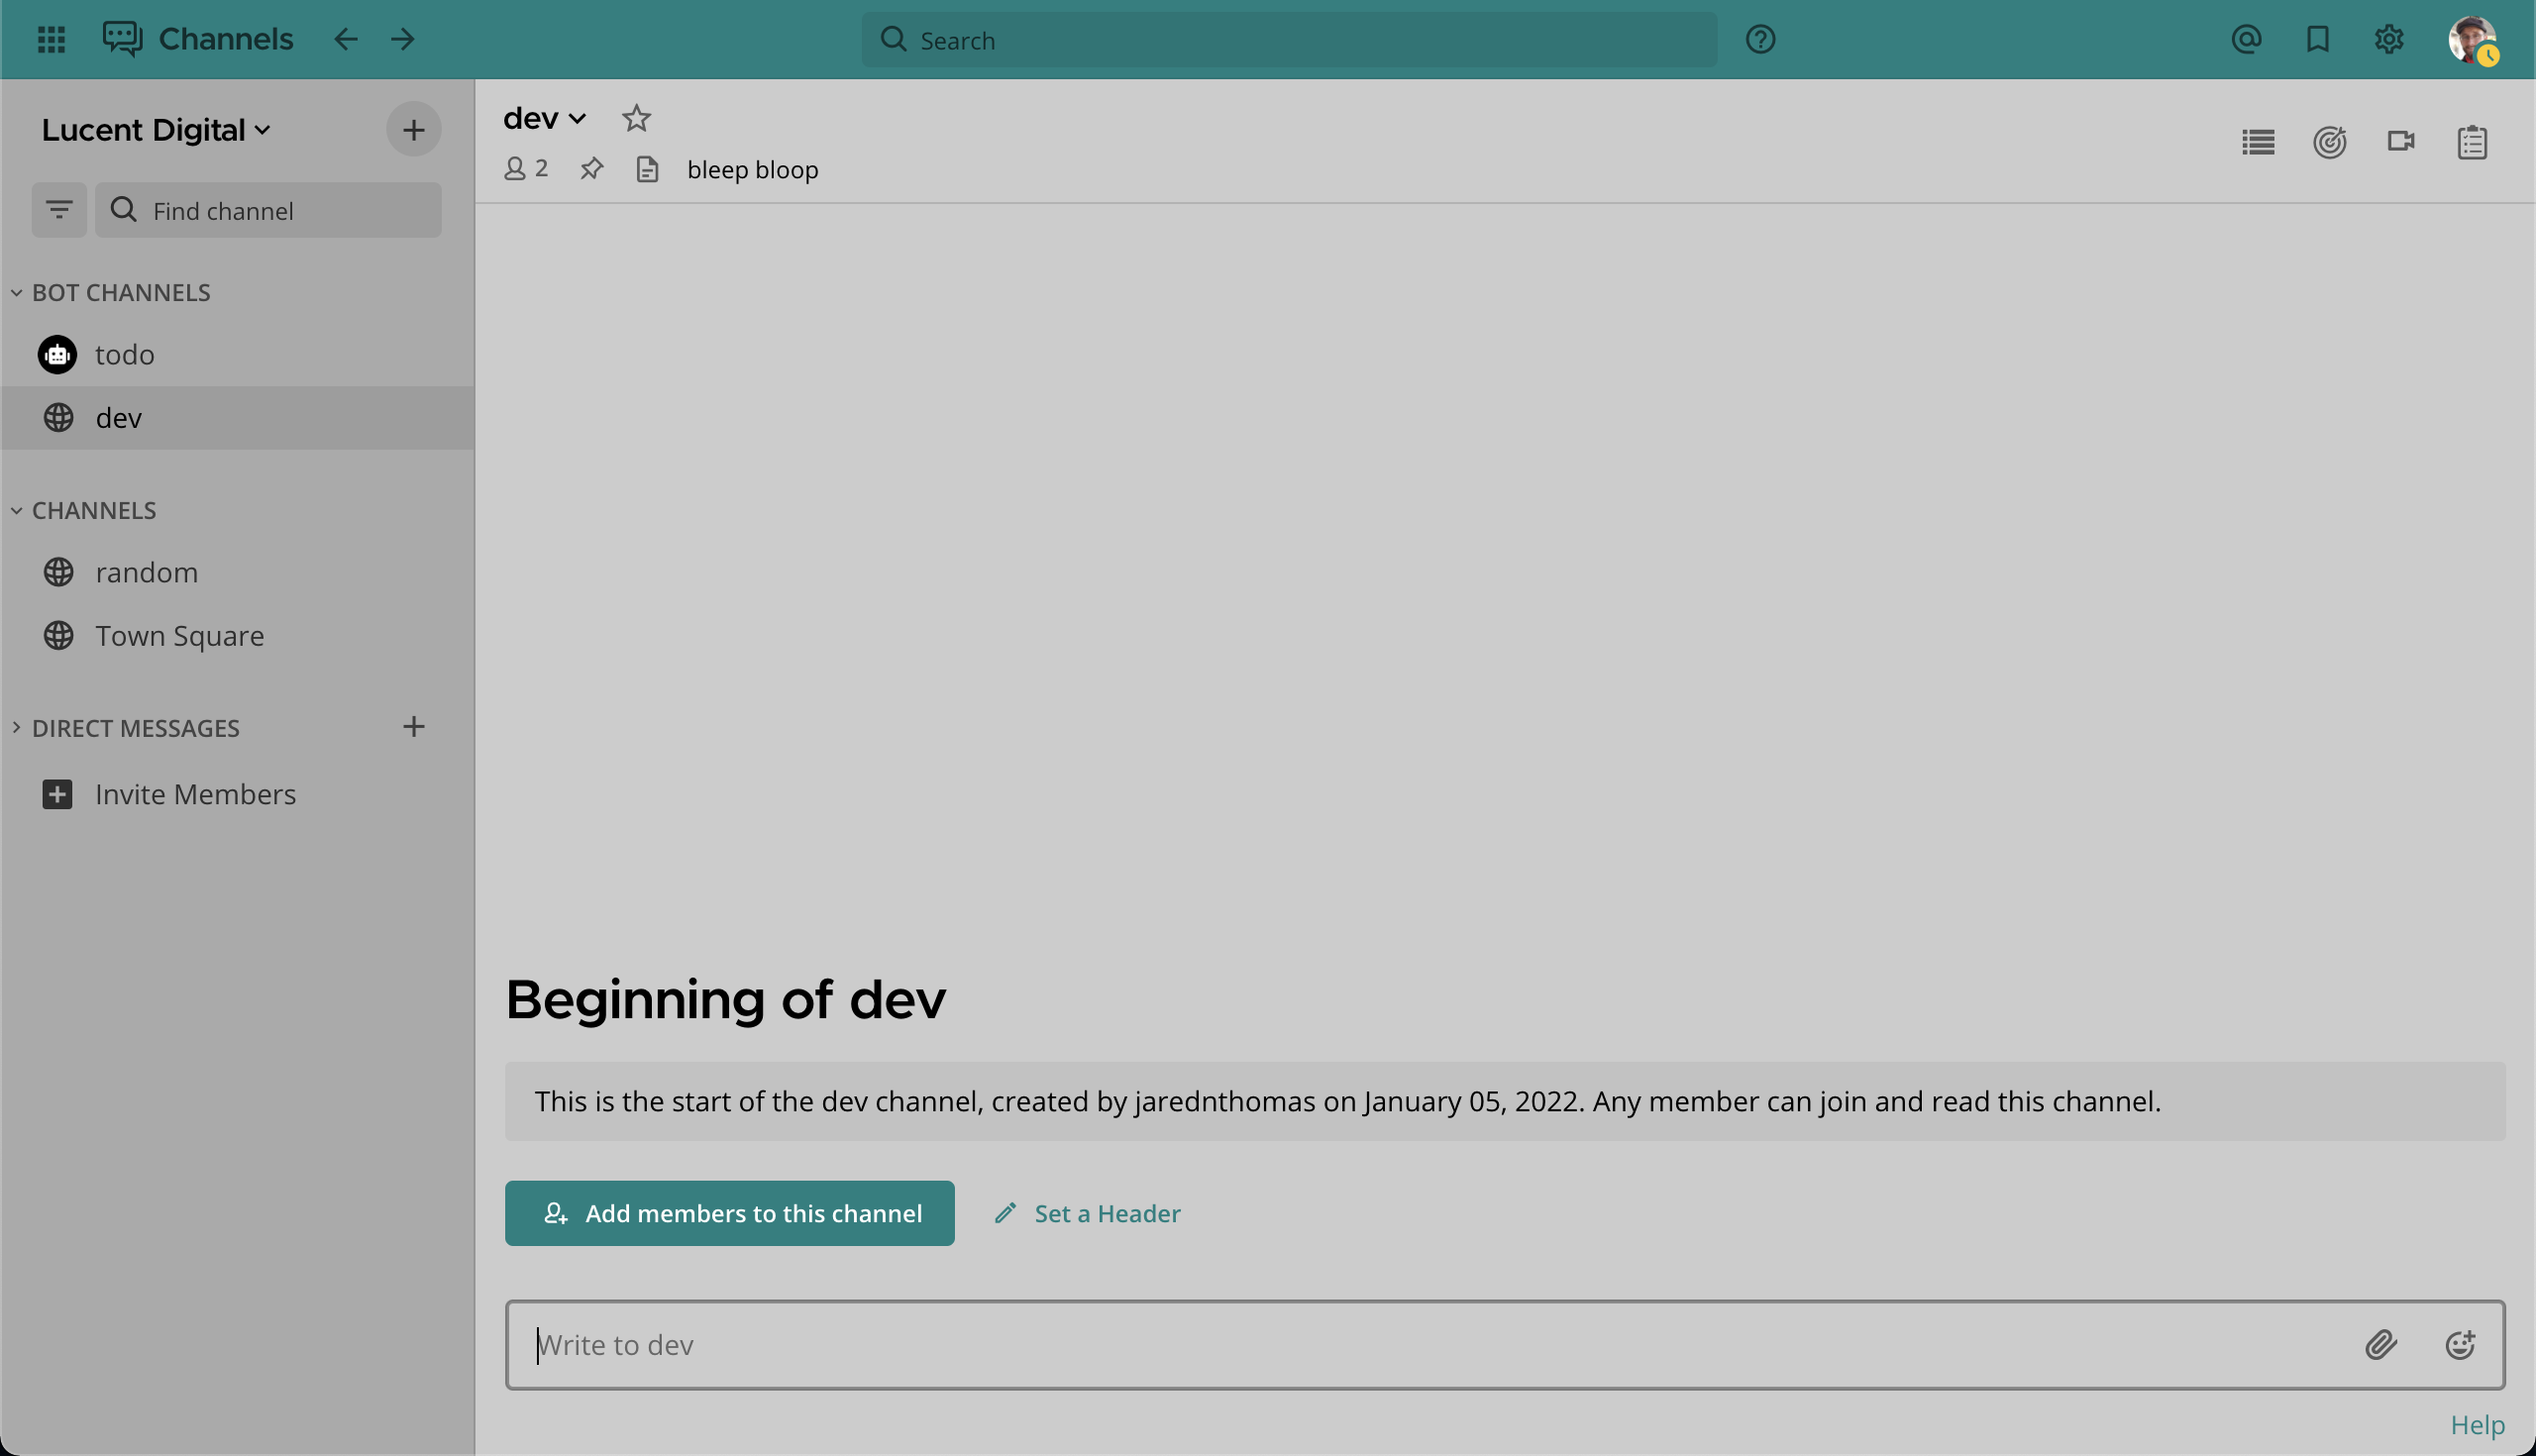 Channels
Search
Lucent Digital
Find channel
BOT CHANNELS
todo
dev
CHANNELS
random
Town Square
DIRECT MESSAGES
Invite Members
dev
2
bleep bloop
Beginning of dev
This is the start of the dev channel, created by jarednthomas on January 05, 2022. Any member can join and read this channel.
Add members to this channel
Set a Header
Write to dev
Help